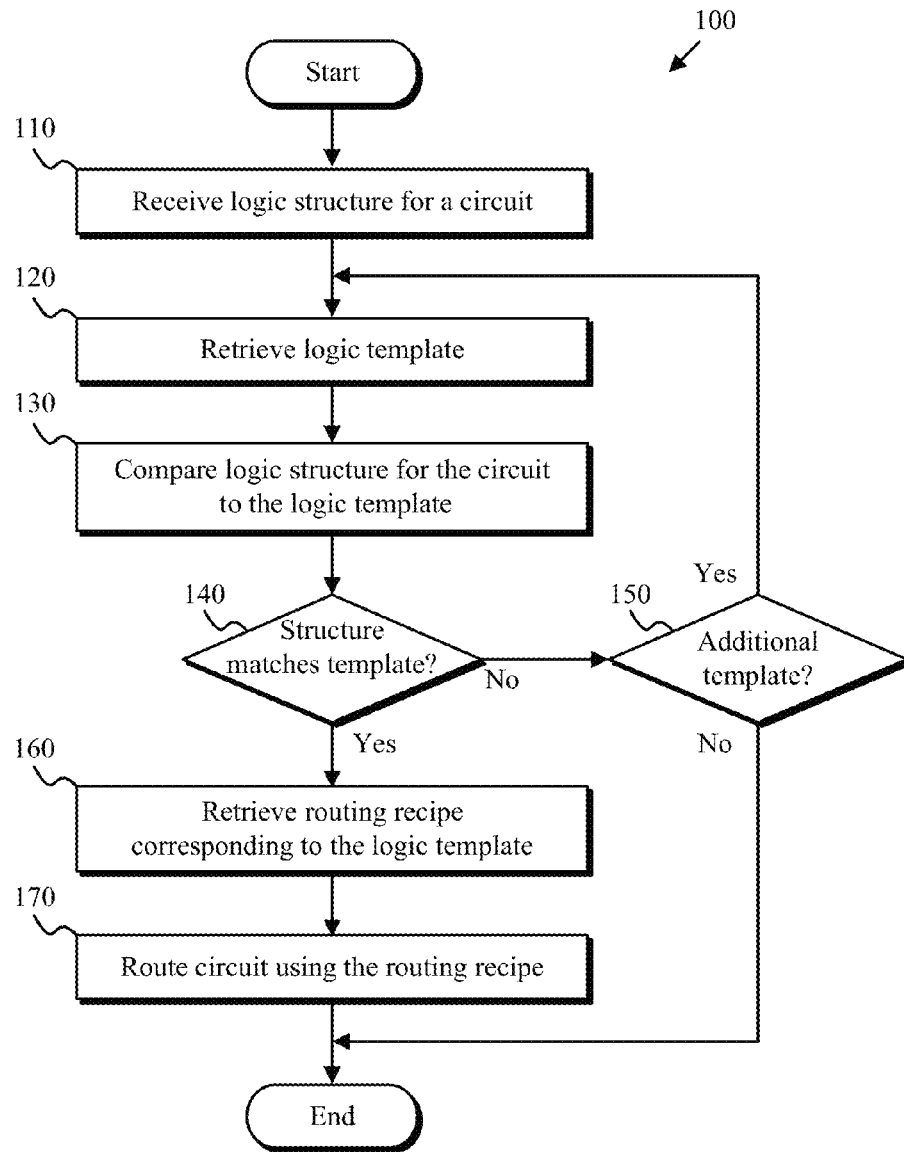 100
Start
110
Receive logic structure for a circuit
120
Retrieve logic template
130
Compare logic structure for the circuit
to the logic template
140
Structure
matches template?
No
Yes
150
Additional
template?
Yes
No
160
Retrieve routing recipe
corresponding to the logic template
170
Route circuit using the routing recipe
End